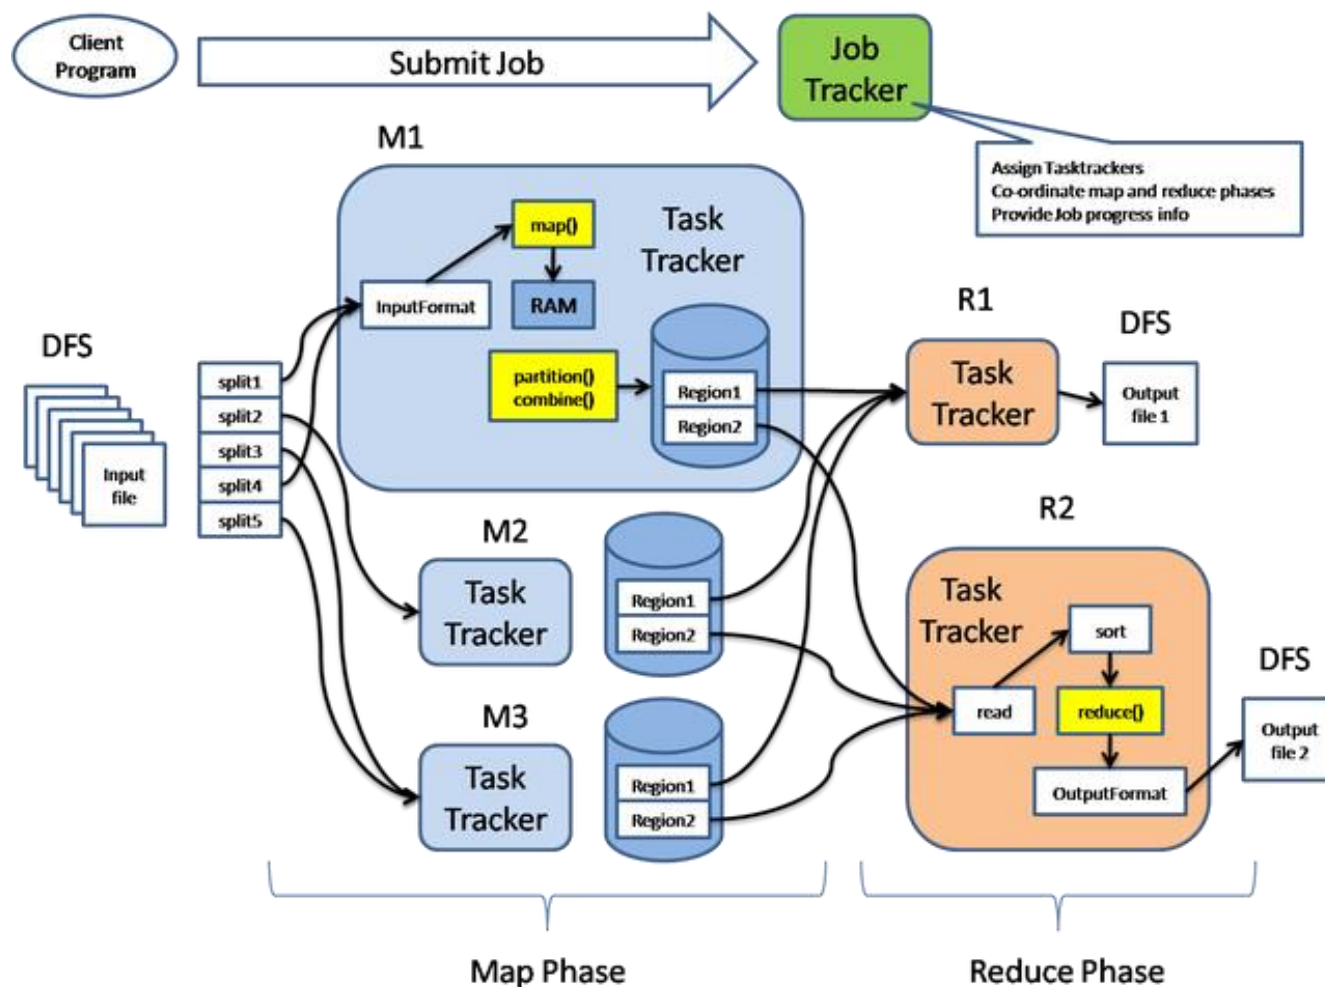 Client
Program
Submit Job
Job
Tracker
Assign Tasktrackers
Co-ordinate map and reduce phases
Provide Job progress info
M1
Task
Tracker
map()
InputFormat
RAM
partition()
combine()
Region1
Region2
DFS
Input
file
split1
split2
split3
split4
split5
M2
Task
Tracker
Region1
Region2
M3
Task
Tracker
Region1
Region2
R1
Task
Tracker
DFS
Output
file 1
R2
Task
Tracker
sort
read
reduce()
OutputFormat
DFS
Output
file 2
Map Phase
Reduce Phase